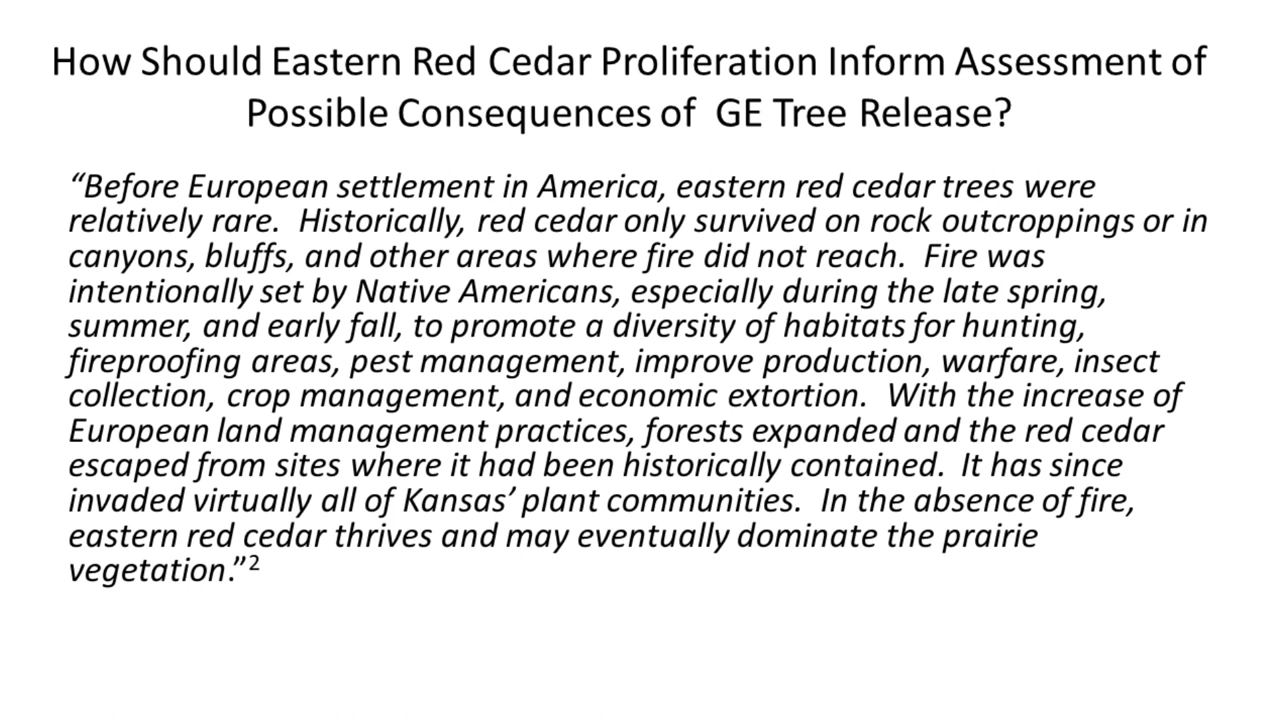 How Should Eastern Red Cedar Proliferation Inform Assessment of
Possible Consequences of  GE Tree Release?
“Before European settlement in America, eastern red cedar trees were
relatively rare.  Historically, red cedar only survived on rock outcroppings or in
canyons, bluffs, and other areas where fire did not reach.  Fire was
intentionally set by Native Americans, especially during the late spring,
summer, and early fall, to promote a diversity of habitats for hunting,
fireproofing areas, pest management, improve production, warfare, insect
collection, crop management, and economic extortion.  With the increase of
European land management practices, forests expanded and the red cedar
escaped from sites where it had been historically contained.  It has since
invaded virtually all of Kansas’ plant communities.  In the absence of fire,
eastern red cedar thrives and may eventually dominate the prairie
vegetation.”2